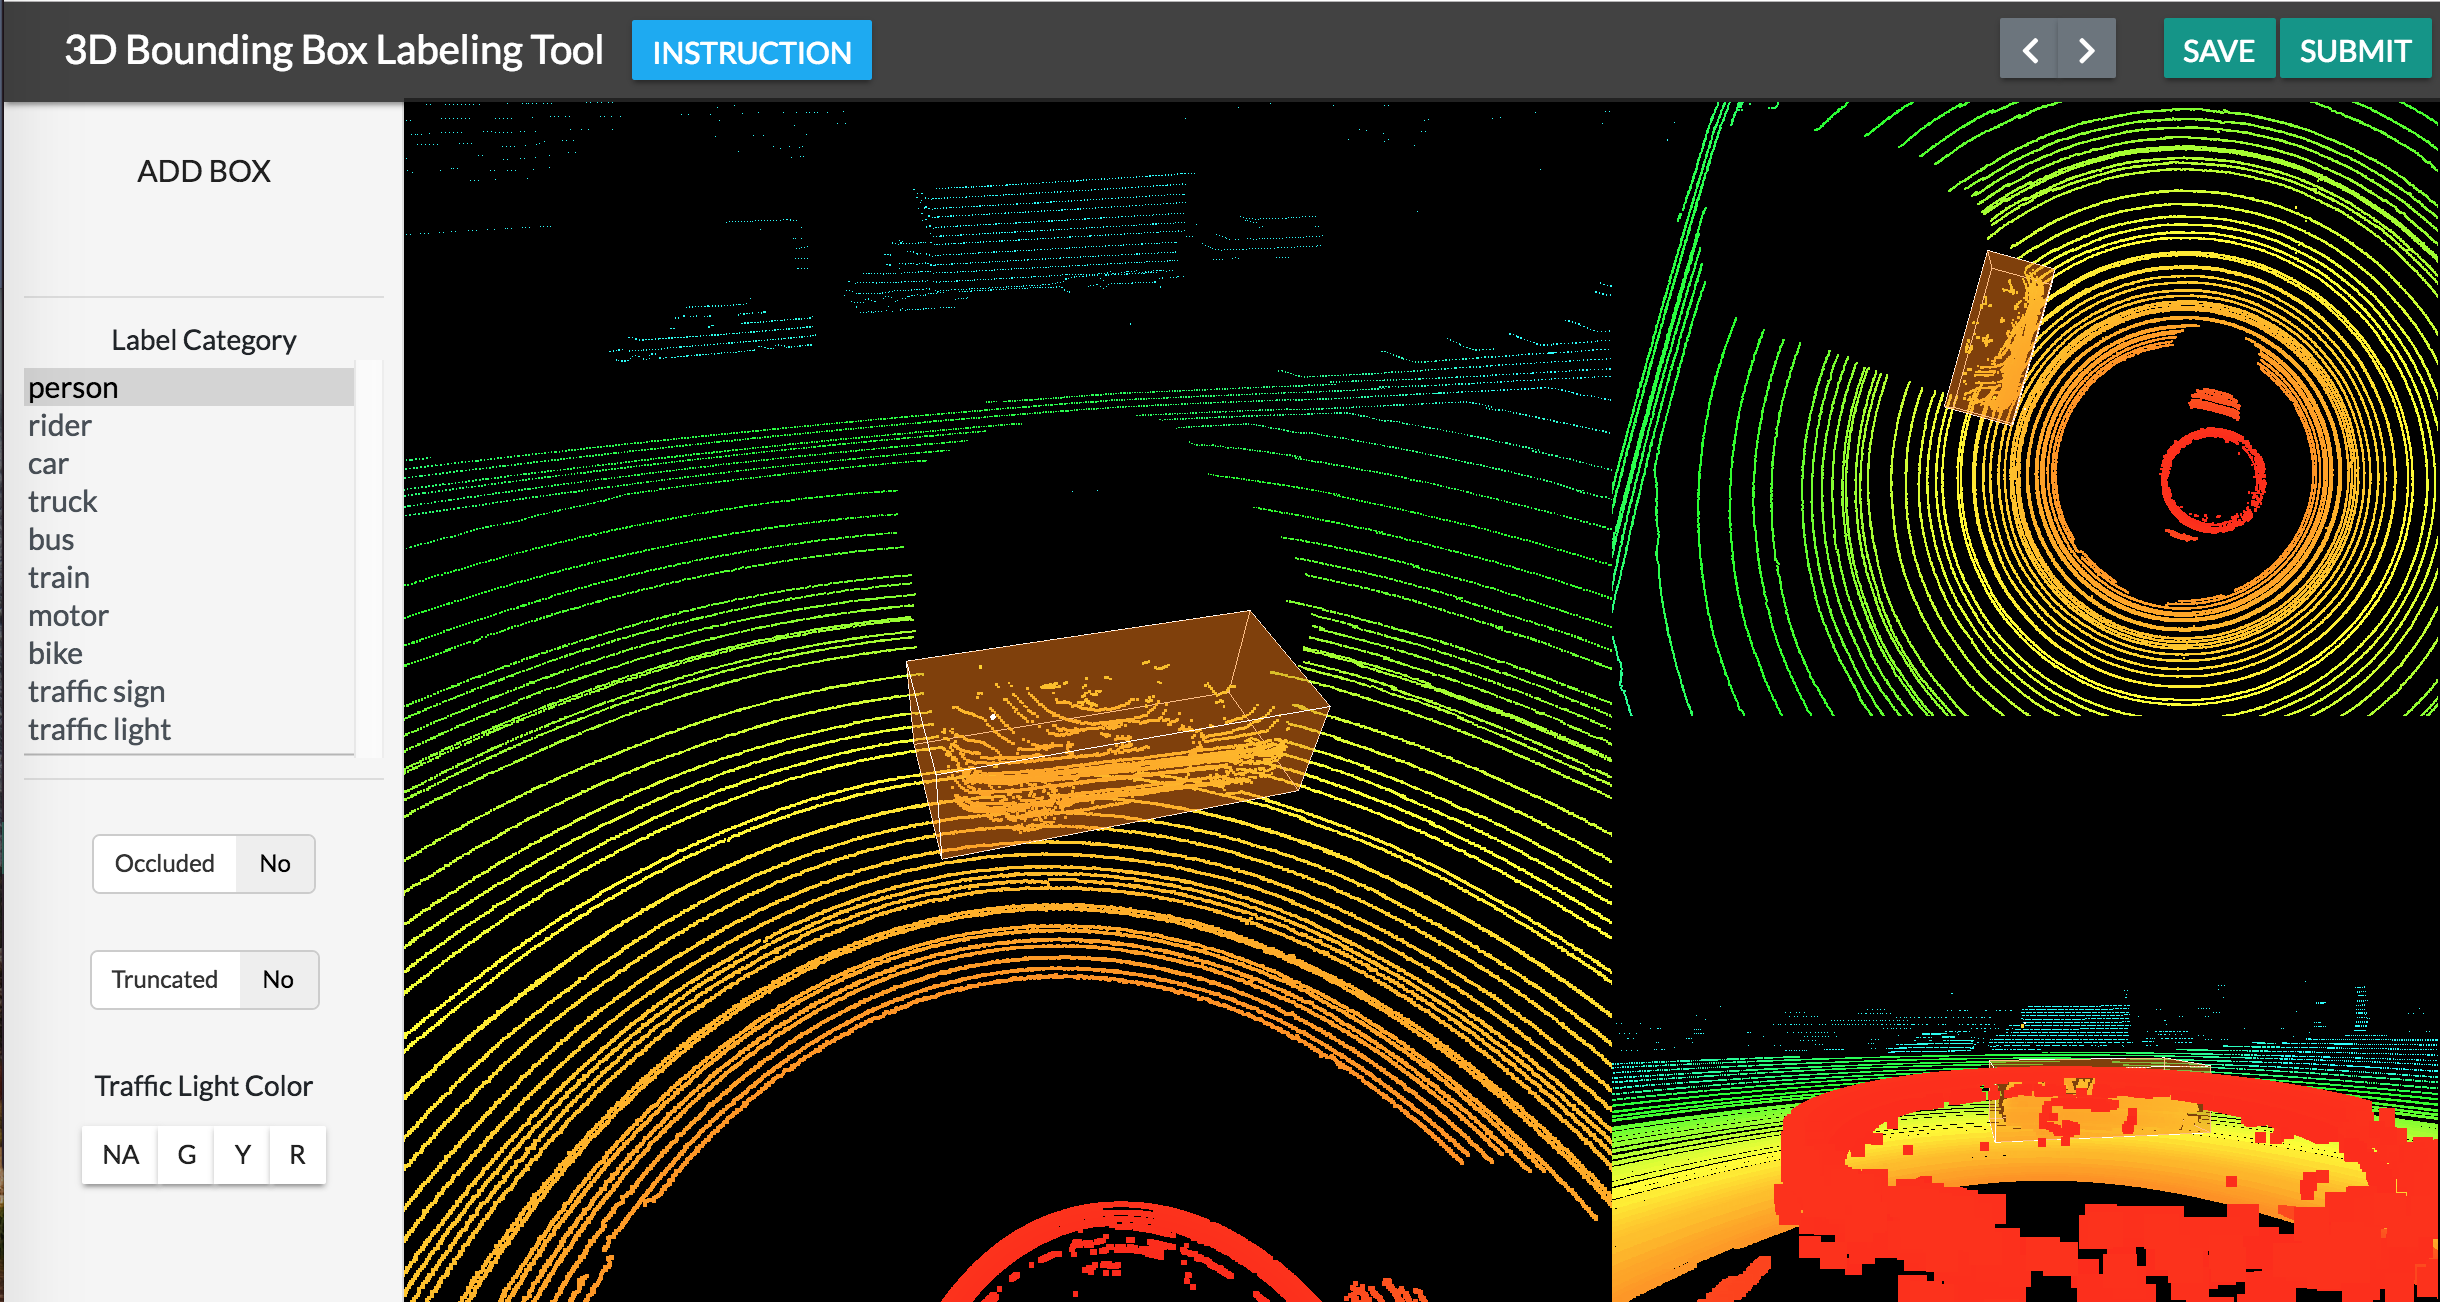 3D Bounding Box Labeling Tool
INSTRUCTION
SAVE
SUBMIT
ADD BOX
Label Category
person
rider
car
truck
bus
train
motor
bike
traffic sign
traffic light
Occluded No
Truncated No
Traffic Light Color
NA G Y R